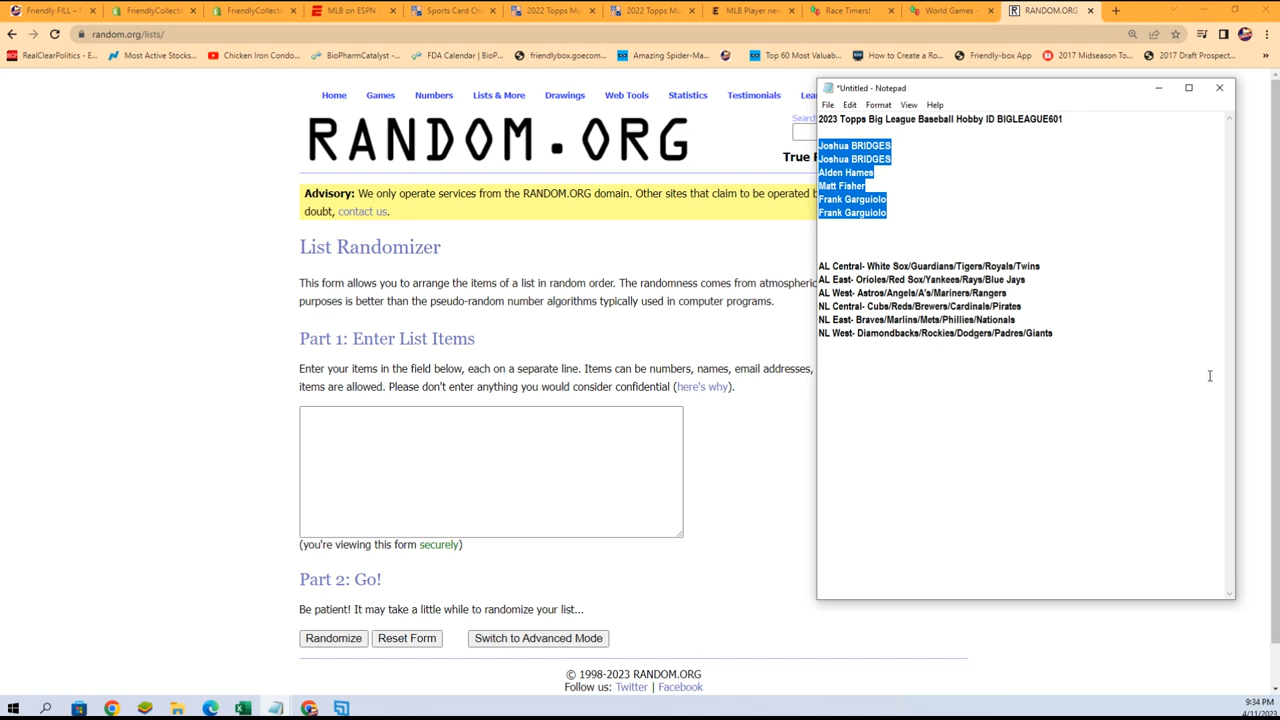 Friendly FILL –
FriendlyCollecti
FriendlyCollecti
MLB on ESPN -
Sports Card Ch
2022 Topps Mu
2022 Topps Mu
MLB Player new
Race Timers!
World Games -
RANDOM.ORG
random.org/lists/
RealClearPolitics - E...
Most Active Stocks...
Chicken Iron Condo...
BioPharmCatalyst -...
FDA Calendar | BioP...
friendlybox.goecom...
Amazing Spider-Ma...
Top 60 Most Valuab...
How to Create a Ro...
Friendly-box App
2017 Midseason To...
2017 Draft Prospect...
Home
Games
Numbers
Lists & More
Drawings
Web Tools
Statistics
Testimonials
Lea
RANDOM.ORG
Search
True
Advisory: We only operate services from the RANDOM.ORG domain. Other sites that claim to be operated
doubt, contact us.
List Randomizer
This form allows you to arrange the items of a list in random order. The randomness comes from atmospheric
purposes is better than the pseudo-random number algorithms typically used in computer programs.
Part 1: Enter List Items
Enter your items in the field below, each on a separate line. Items can be numbers, names, email addresses,
items are allowed. Please don't enter anything you would consider confidential (here's why).
(you're viewing this form securely)
Part 2: Go!
Be patient! It may take a little while to randomize your list...
Randomize
Reset Form
Switch to Advanced Mode
© 1998-2023 RANDOM.ORG
Follow us: Twitter | Facebook
*Untitled - Notepad
File Edit Format View Help
2023 Topps Big League Baseball Hobby ID BIGLEAGUE601
Joshua BRIDGES
Joshua BRIDGES
Alden Hames
Matt Fisher
Frank Garguiolo
Frank Garguiolo
AL Central- White Sox/Guardians/Tigers/Royals/Twins
AL East- Orioles/Red Sox/Yankees/Rays/Blue Jays
AL West- Astros/Angels/A's/Mariners/Rangers
NL Central- Cubs/Reds/Brewers/Cardinals/Pirates
NL East- Braves/Marlins/Mets/Phillies/Nationals
NL West- Diamondbacks/Rockies/Dodgers/Padres/Giants
9:34 PM
4/11/2023